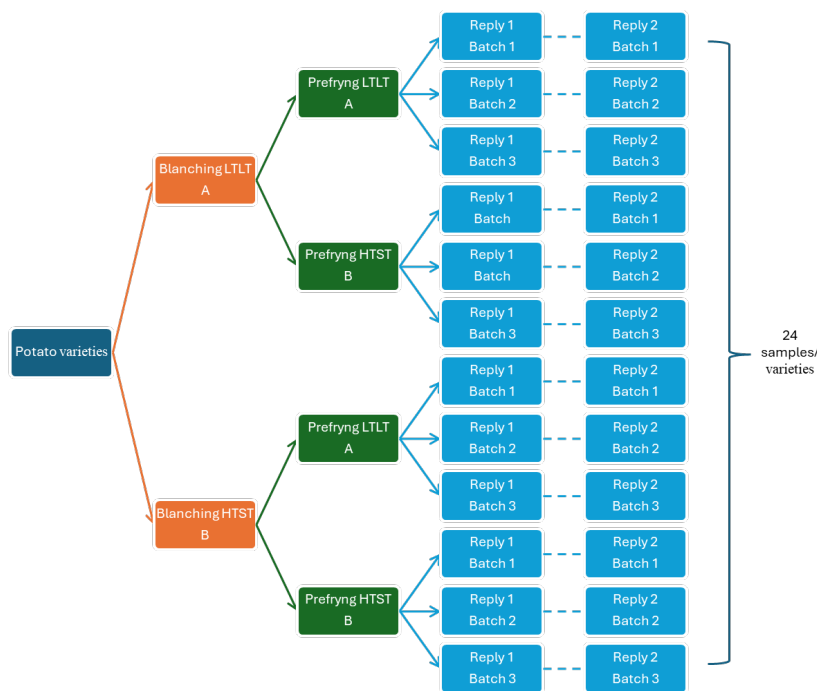 Reply 1
Batch 1
Reply 2
Batch 1
Prefryng LTLT
A
Reply 1
Batch 2
Reply 2
Batch 2
Reply 1
Batch 3
Reply 2
Batch 3
Blanching LTLT
A
Reply 1
Batch
Reply 2
Batch 1
Prefryng HTST
B
Reply 1
Batch
Reply 2
Batch 2
Reply 1
Batch 3
Reply 2
Batch 3
Potato varieties
24
samples/
varieties
Reply 1
Batch 1
Reply 2
Batch 1
Prefryng LTLT
A
Reply 1
Batch 2
Reply 2
Batch 2
Reply 1
Batch 3
Reply 2
Batch 3
Blanching HTST
B
Reply 1
Batch 1
Reply 2
Batch 1
Prefryng HTST
B
Reply 1
Batch 2
Reply 2
Batch 2
Reply 1
Batch 3
Reply 2
Batch 3